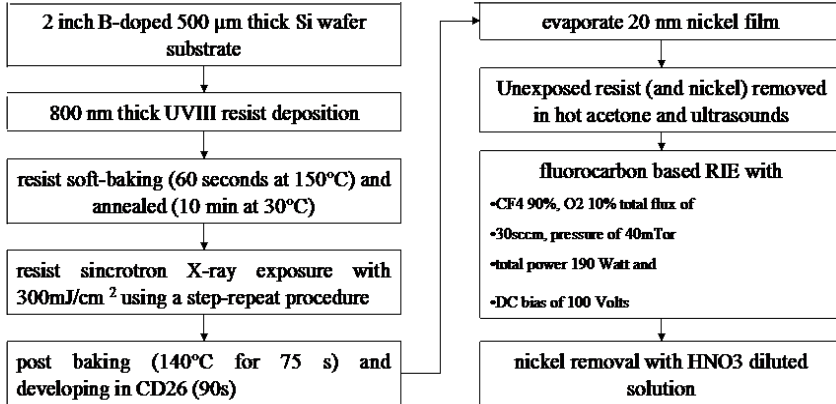 2 inch B-doped 500 µm thick Si wafer
substrate
800 nm thick UVIII resist deposition
resist soft-baking (60 seconds at 150°C) and
annealed (10 min at 30°C)
resist sincrotron X-ray exposure with
300mJ/cm ² using a step-repeat procedure
post baking (140°C for 75 s) and
developing in CD26 (90s)
evaporate 20 nm nickel film
Unexposed resist (and nickel) removed
in hot acetone and ultrasounds
fluorocarbon based RIE with
•CF4 90%, O2 10% total flux of
•30sccm, pressure of 40mTor
•total power 190 Watt and
•DC bias of 100 Volts
nickel removal with HNO3 diluted
solution